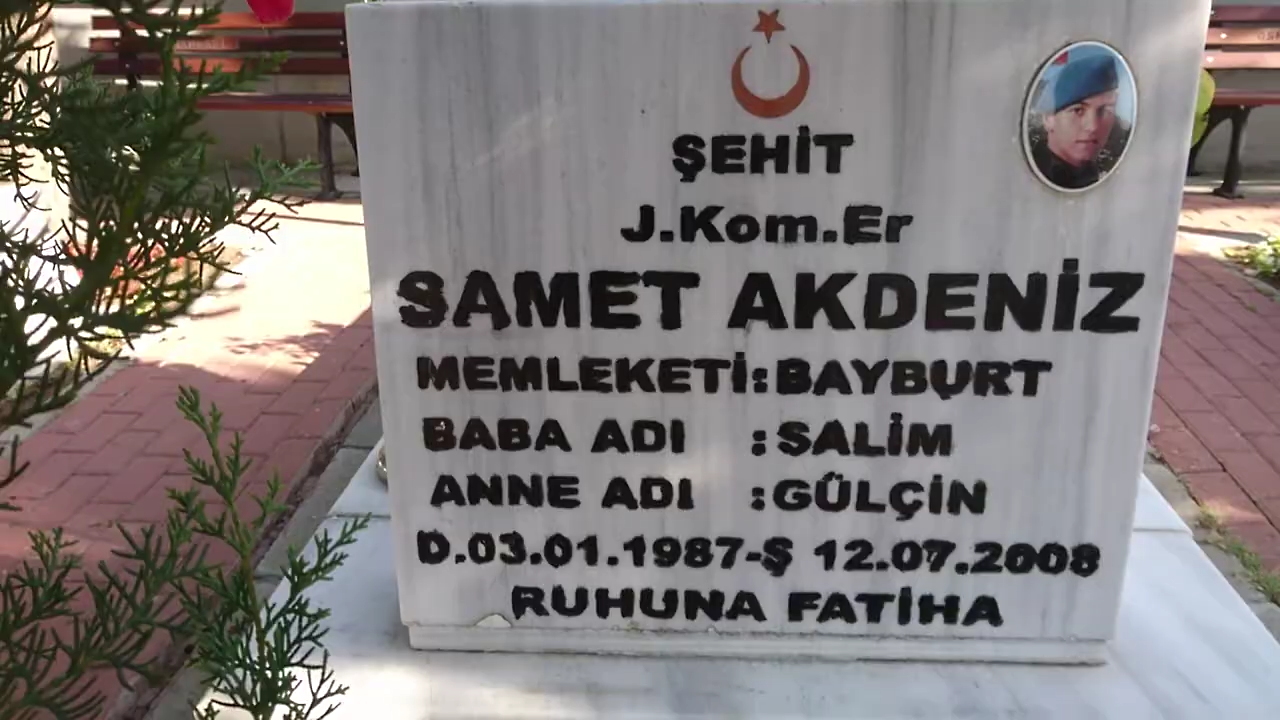 ŞEHİT
J.Kom.Er
SAMET AKDENİZ
MEMLEKETİ:BAYBURT
BABA ADI :SALİM
ANNE ADI :GÜLÇİN
D.03.01.1987-Ş 12.07.2008
RUHUNA FATİHA